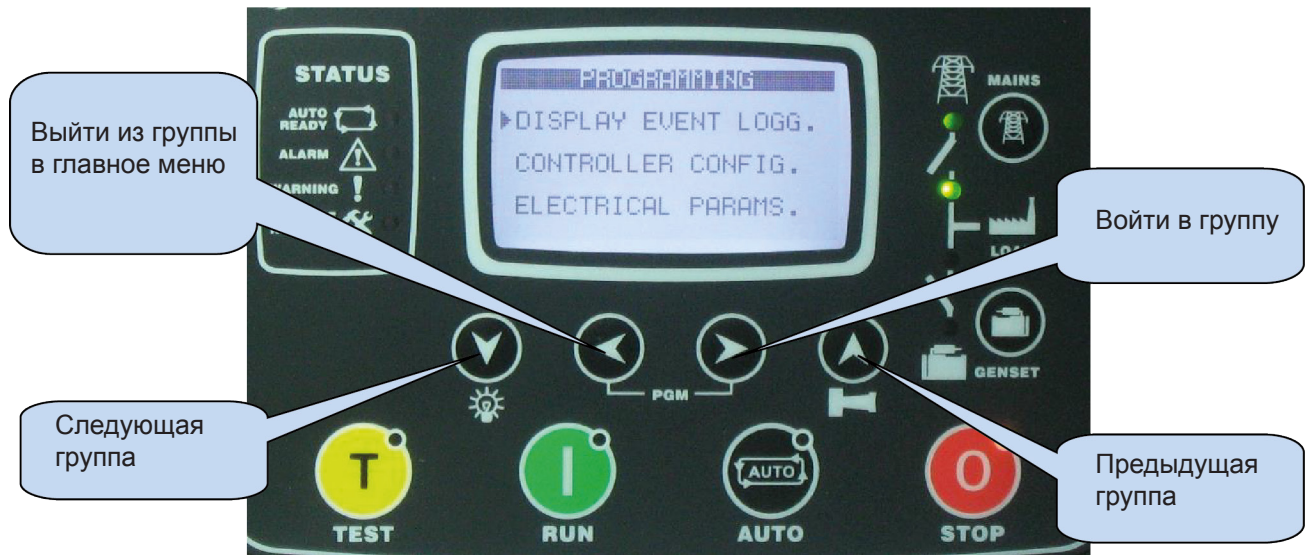 STATUS
AUTO
READY
ALARM
WARNING
PROGRAMMING
DISPLAY EVENT LOGG.
CONTROLLER CONFIG.
ELECTRICAL PARAMS.
MAINS
GENSET
PGM
T
TEST
I
RUN
AUTO
AUTO
O
STOP
Выйти из группы
в главное меню
Войти в группу
Следующая
группа
Предыдущая
группа